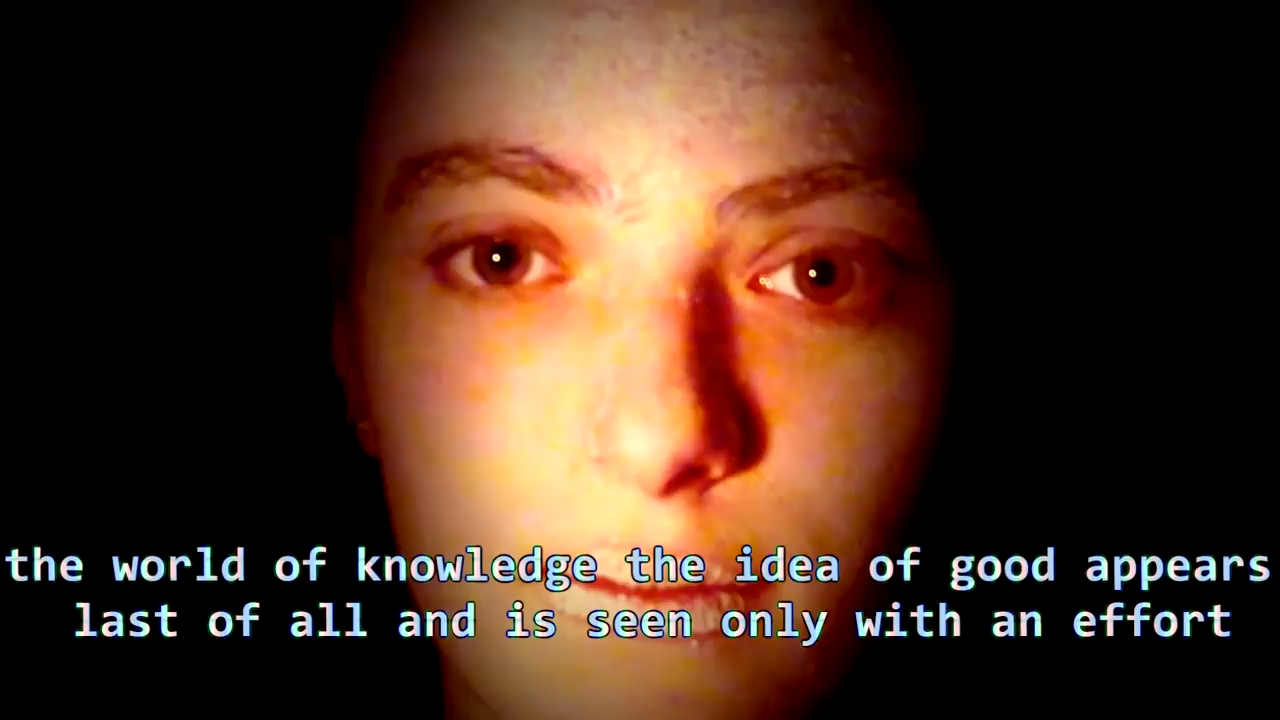 the world of knowledge the idea of good appears
last of all and is seen only with an effort